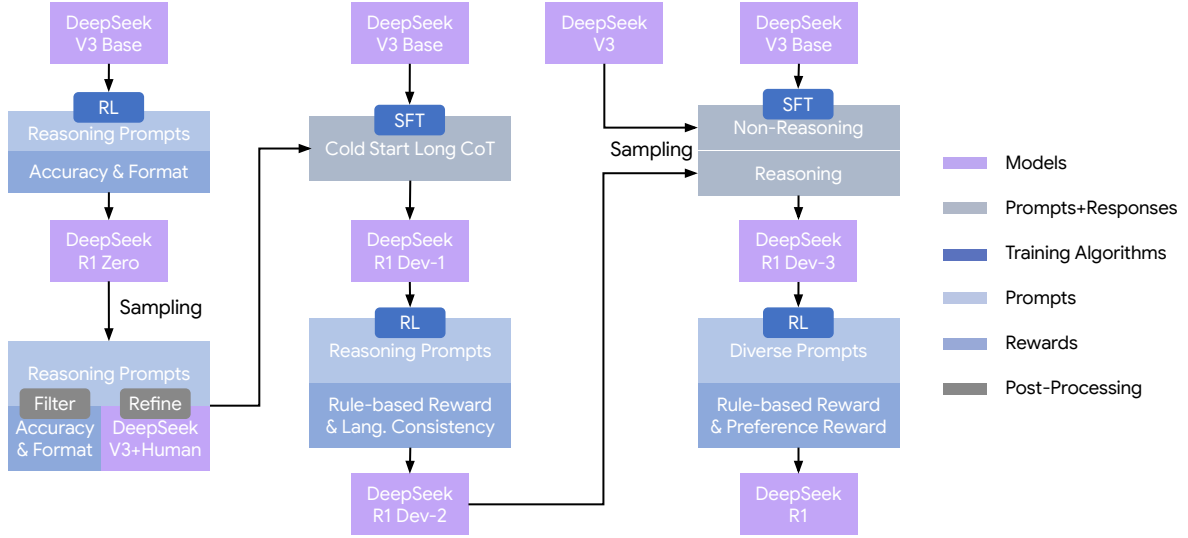 DeepSeek
V3 Base
RL
Reasoning Prompts
Accuracy & Format
DeepSeek
R1 Zero
Sampling
Reasoning Prompts
Filter
Refine
Accuracy
& Format
DeepSeek
V3+Human
DeepSeek
V3 Base
SFT
Cold Start Long CoT
DeepSeek
R1 Dev-1
RL
Reasoning Prompts
Rule-based Reward
& Lang. Consistency
DeepSeek
R1 Dev-2
DeepSeek
V3
Sampling
DeepSeek
V3 Base
SFT
Non-Reasoning
Reasoning
DeepSeek
R1 Dev-3
RL
Diverse Prompts
Rule-based Reward
& Preference Reward
DeepSeek
R1
Models
Prompts+Responses
Training Algorithms
Prompts
Rewards
Post-Processing